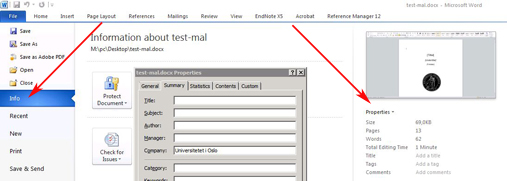 test-mal.docx - Microsoft Word
File Home Insert Page Layout References Mailings Review View EndNote X5 Acrobat Reference Manager 12
Save
Save As
Save as Adobe PDF
Open
Close
Info
Recent
New
Print
Save & Send
Information about test-mal
M:\pc\Desktop\test-mal.docx
Protect
Document
Check for
Issues
test-mal.docx Properties
General Summary Statistics Contents Custom
Title:
Subject:
Author:
Manager:
Company: Universitetet i Oslo
Category:
Keywords:
Properties
Size 69,0KB
Pages 15
Words 62
Total Editing Time 1 Minute
Title Add a title
Tags Add a tag
Comments Add comments